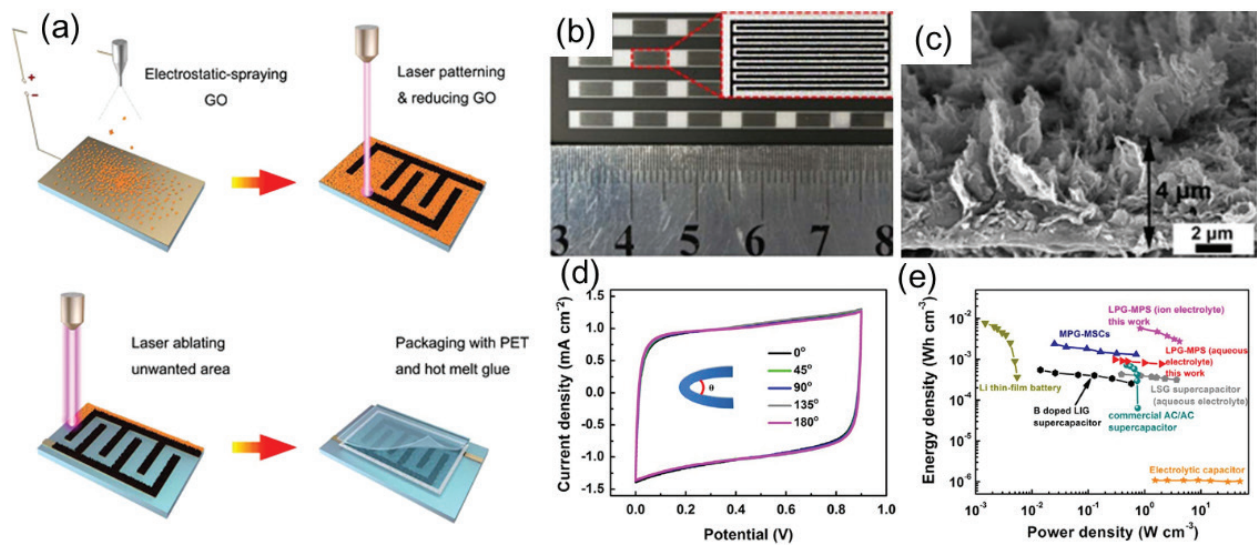 (a)
+
-
Electrostatic-spraying
GO
Laser patterning
& reducing GO
Laser ablating
unwanted area
Packaging with PET
and hot melt glue
(b)
3 4 5 6 7 8
(c)
4 μm
2 μm
(d)
Current density (mA cm⁻²)
1.5
1.0
0.5
0.0
-0.5
-1.0
-1.5
0°
45°
90°
135°
180°
θ
0.0 0.2 0.4 0.6 0.8 1.0
Potential (V)
(e)
Energy density (Wh cm⁻³)
10⁻²
10⁻³
10⁻⁴
10⁻⁵
10⁻⁶
LPG-MPS (ion electrolyte)
this work
MPG-MSCs
LPG-MPS (aqueous
electrolyte) this work
Li thin-film battery
LSG supercapacitor
(aqueous electrolyte)
B doped LIG
supercapacitor
commercial AC/AC
supercapacitor
Electrolytic capacitor
10⁻³ 10⁻² 10⁻¹ 10⁰ 10¹
Power density (W cm⁻³)